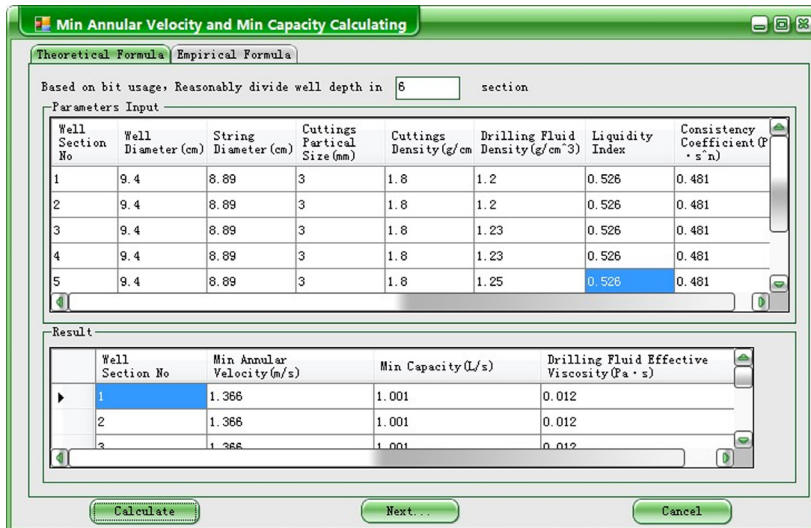 Min Annular Velocity and Min Capacity Calculating
Theoretical Formula Empirical Formula
Based on bit usage, Reasonably divide well depth in 6 section
Parameters Input
Well Section No Well Diameter(cm) String Diameter(cm) Cuttings Partical Size(mm) Cuttings Density(g/cm Drilling Fluid Density(g/cm^3) Liquidity Index Consistency Coefficient(P · s^n)
1 9.4 8.89 3 1.8 1.2 0.526 0.481
2 9.4 8.89 3 1.8 1.2 0.526 0.481
3 9.4 8.89 3 1.8 1.23 0.526 0.481
4 9.4 8.89 3 1.8 1.23 0.526 0.481
5 9.4 8.89 3 1.8 1.25 0.526 0.481
Result
Well Section No Min Annular Velocity(m/s) Min Capacity(L/s) Drilling Fluid Effective Viscosity(Pa · s)
1 1.366 1.001 0.012
2 1.366 1.001 0.012
3 1.366 1.001 0.012
Calculate Next... Cancel